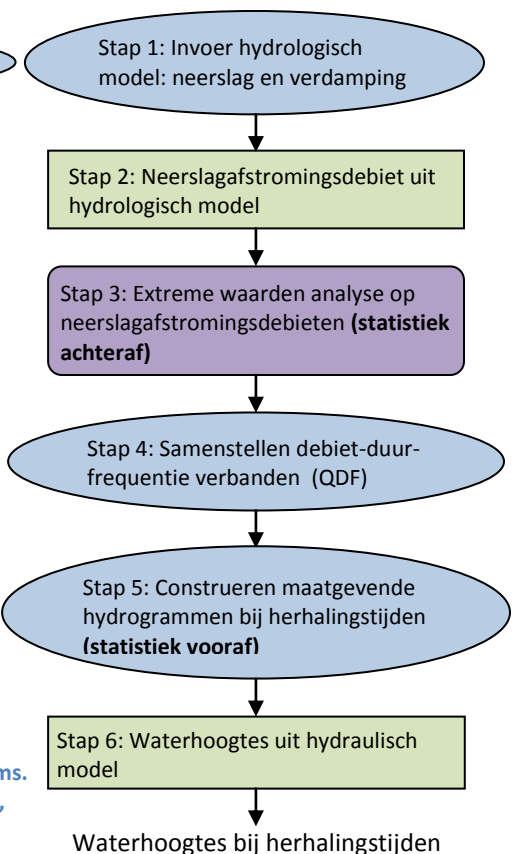 Stap 1: Invoer hydrologisch
model: neerslag en verdamping
Stap 2: Neerslagafstromingsdebiet uit
hydrologisch model
Stap 3: Extreme waarden analyse op
neerslagafstromingsdebieten (statistiek
achteraf)
Stap 4: Samenstellen debiet-duur-
frequentie verbanden (QDF)
Stap 5: Construeren maatgevende
hydrogrammen bij herhalingstijden
(statistiek vooraf)
Stap 6: Waterhoogtes uit hydraulisch
model
ms.
,
Waterhoogtes bij herhalingstijden